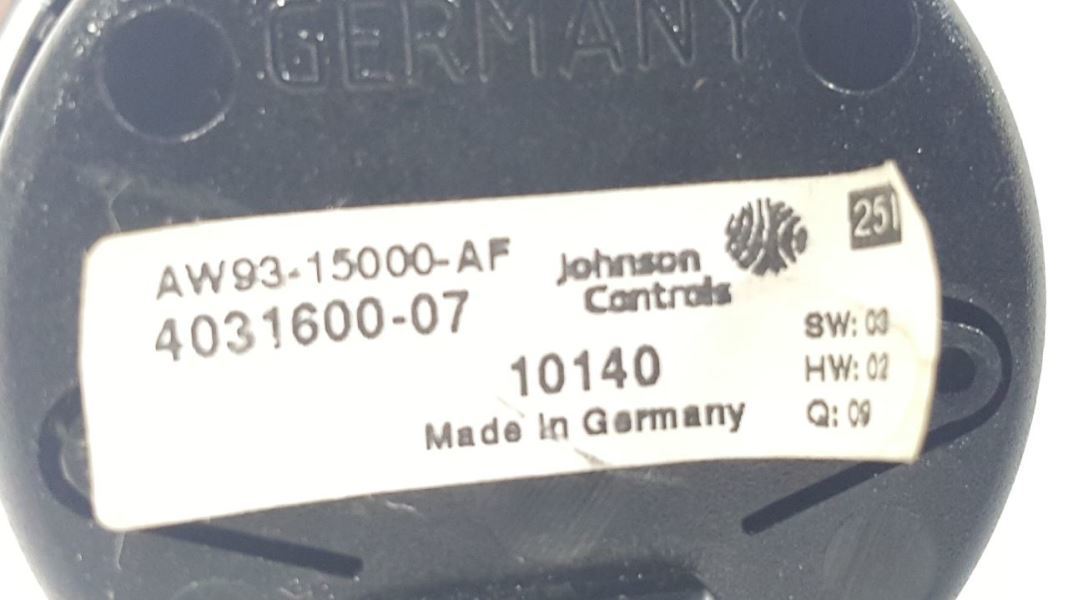 GERMANY
AW93-15000-AF
Johnson
Controls
251
4031600-07
10140
Made in Germany
SW: 03
HW: 02
Q: 09